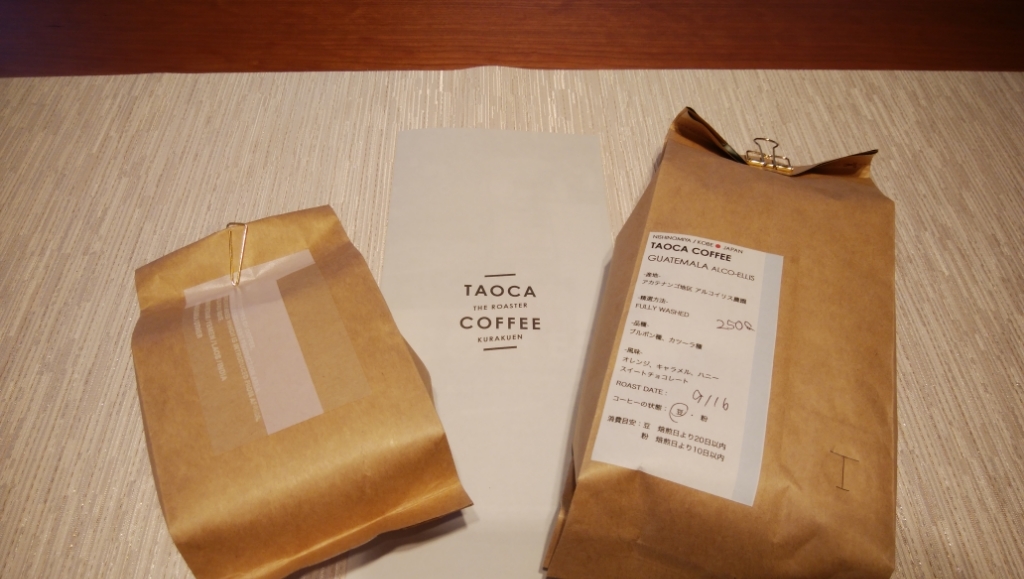 TAOCA
THE ROASTER
COFFEE
KURAKUEN
NISHINOMIYA / KOBE JAPAN
TAOCA COFFEE
GUATEMALA ALCO-ELLIS
-産地-
アカテナンゴ地区 アルコイリス農園
-精選方法-
FULLY WASHED
250g
-品種-
ブルボン種、カツーラ種
-風味-
オレンジ、キャラメル、ハニー
スイートチョコレート
ROAST DATE : 9/16
コーヒーの状態 : 豆 ・ 粉
消費目安 : 豆 焙煎日より20日以内
粉 焙煎日より10日以内
T